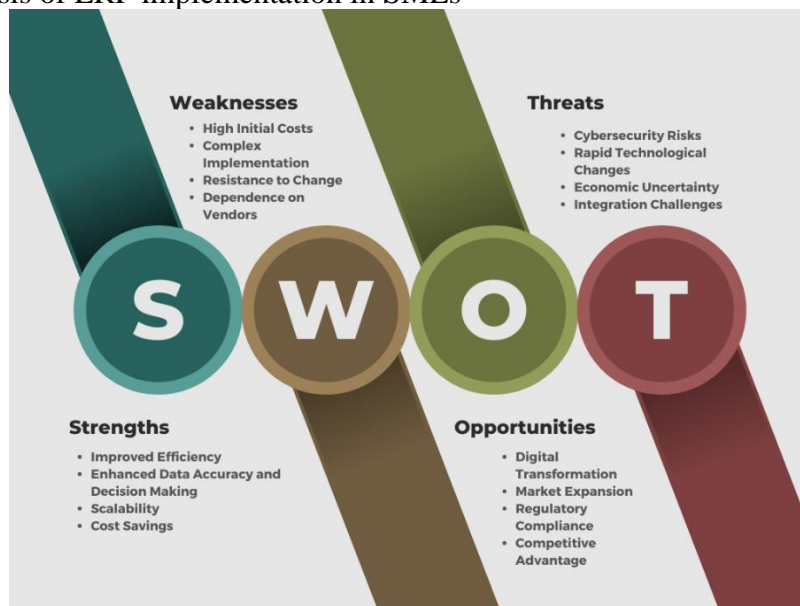 ERP Implementation in SMEs
Weaknesses
• High Initial Costs
• Complex
Implementation
• Resistance to Change
• Dependence on
Vendors
Threats
• Cybersecurity Risks
• Rapid Technological
Changes
• Economic Uncertainty
• Integration Challenges
S W O T
Strengths
• Improved Efficiency
• Enhanced Data Accuracy and
Decision Making
• Scalability
• Cost Savings
Opportunities
• Digital
Transformation
• Market Expansion
• Regulatory
Compliance
• Competitive
Advantage